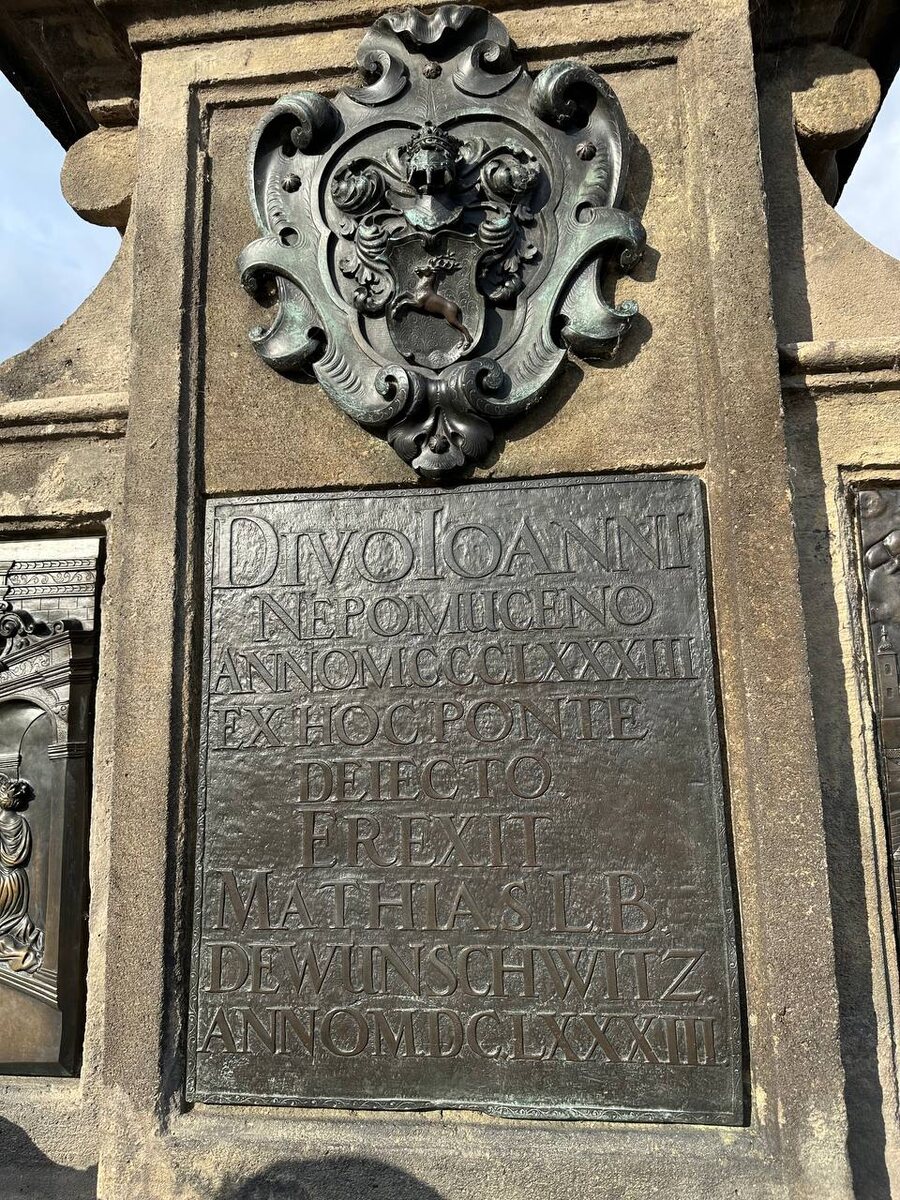 DIVO IOANNI
NEPOMUCENO
ANNO MCCCLXXXIII
EX HOC PONTE
DEIECTO
EREXIT
MATHIAS L.B.
DE WUNSCHWITZ
ANNO MDCLXXXIII